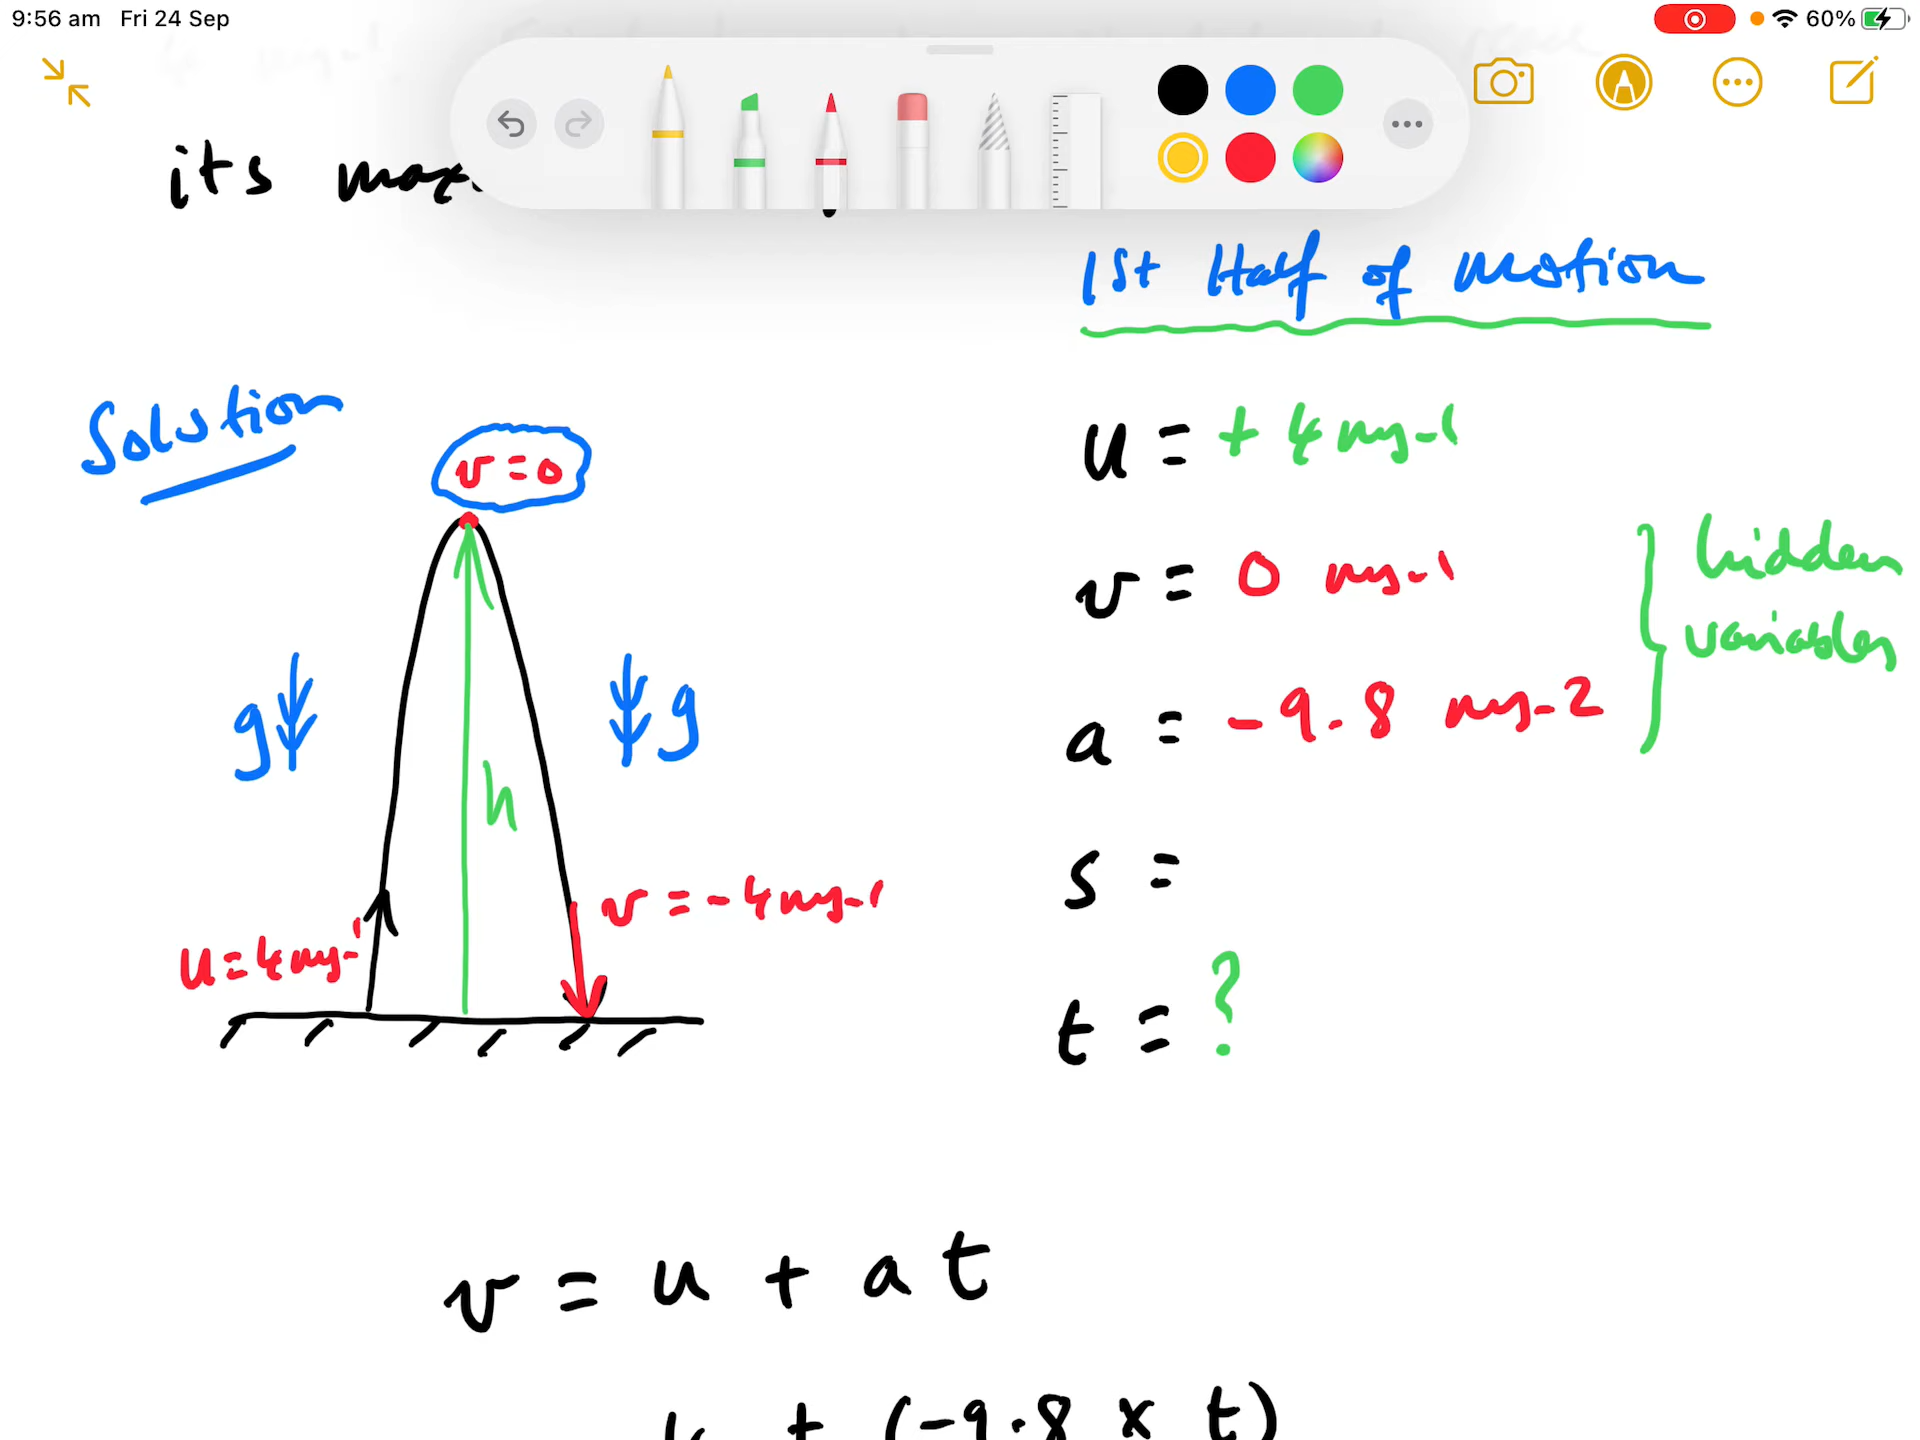 9:56 am Fri 24 Sep
60%
its max.
1st Half of motion
Solution
v = 0
u = + 4 ms-1
v = 0 ms-1
hidden
variables
a = - 9.8 ms-2
g
g
h
s =
v = - 4 ms-1
u = 4 ms-1
t = ?
v = u + a t
+ (-9.8 x t)